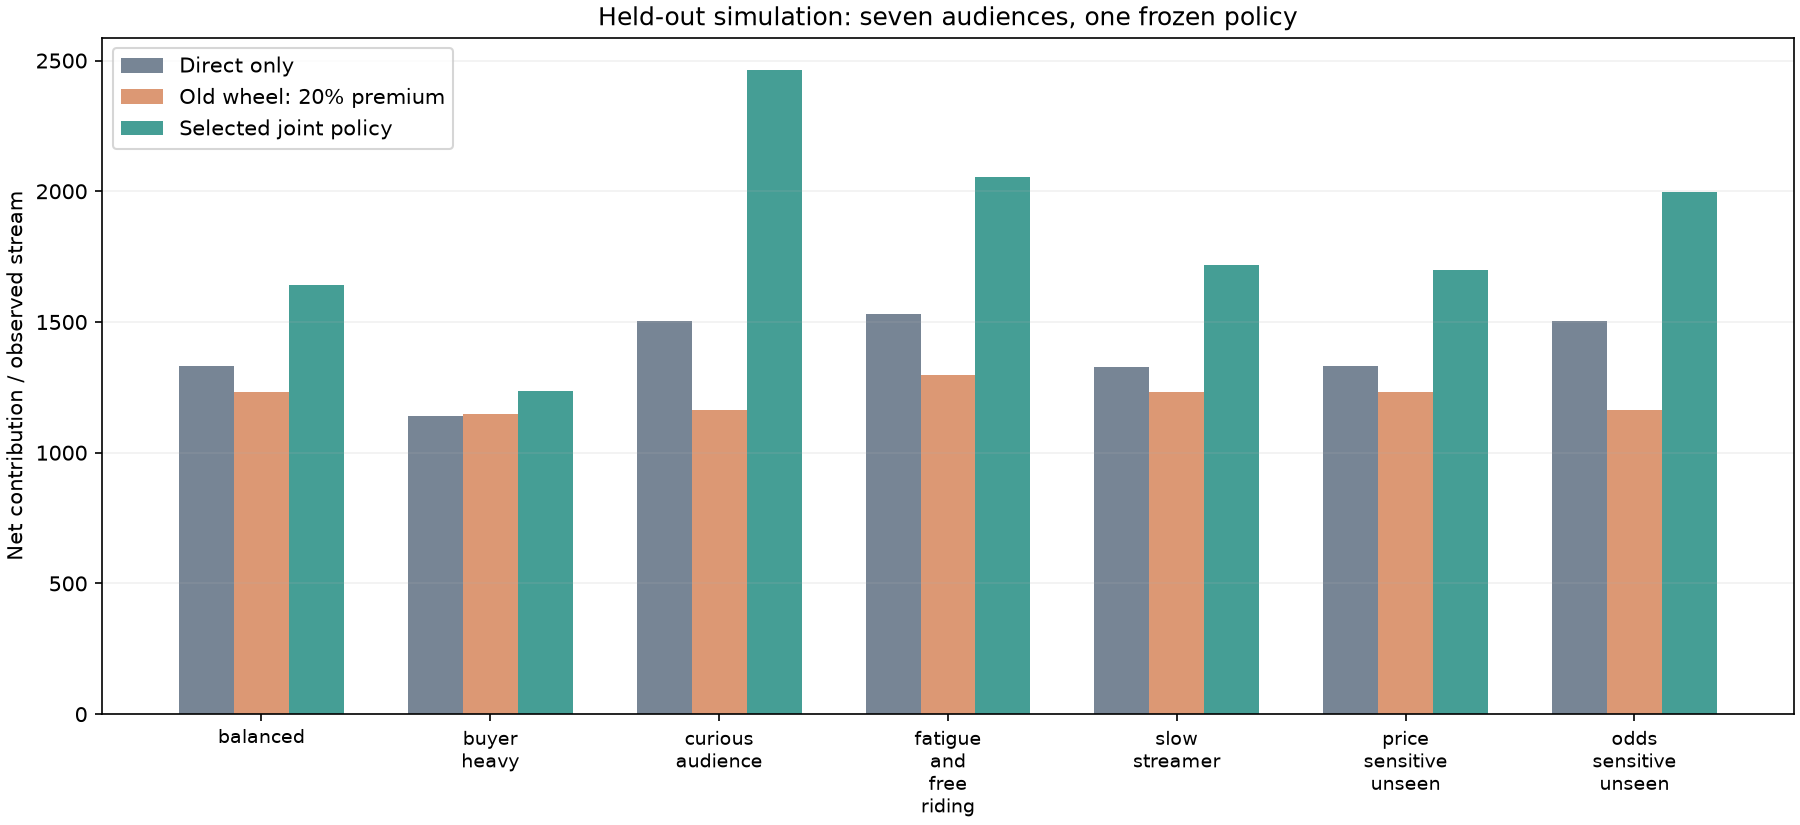 Held-out simulation: seven audiences, one frozen policy
Direct only
Old wheel: 20% premium
Selected joint policy
Net contribution / observed stream
2500
2000
1500
1000
500
0
balanced
buyer
heavy
curious
audience
fatigue
and
free
riding
slow
streamer
price
sensitive
unseen
odds
sensitive
unseen